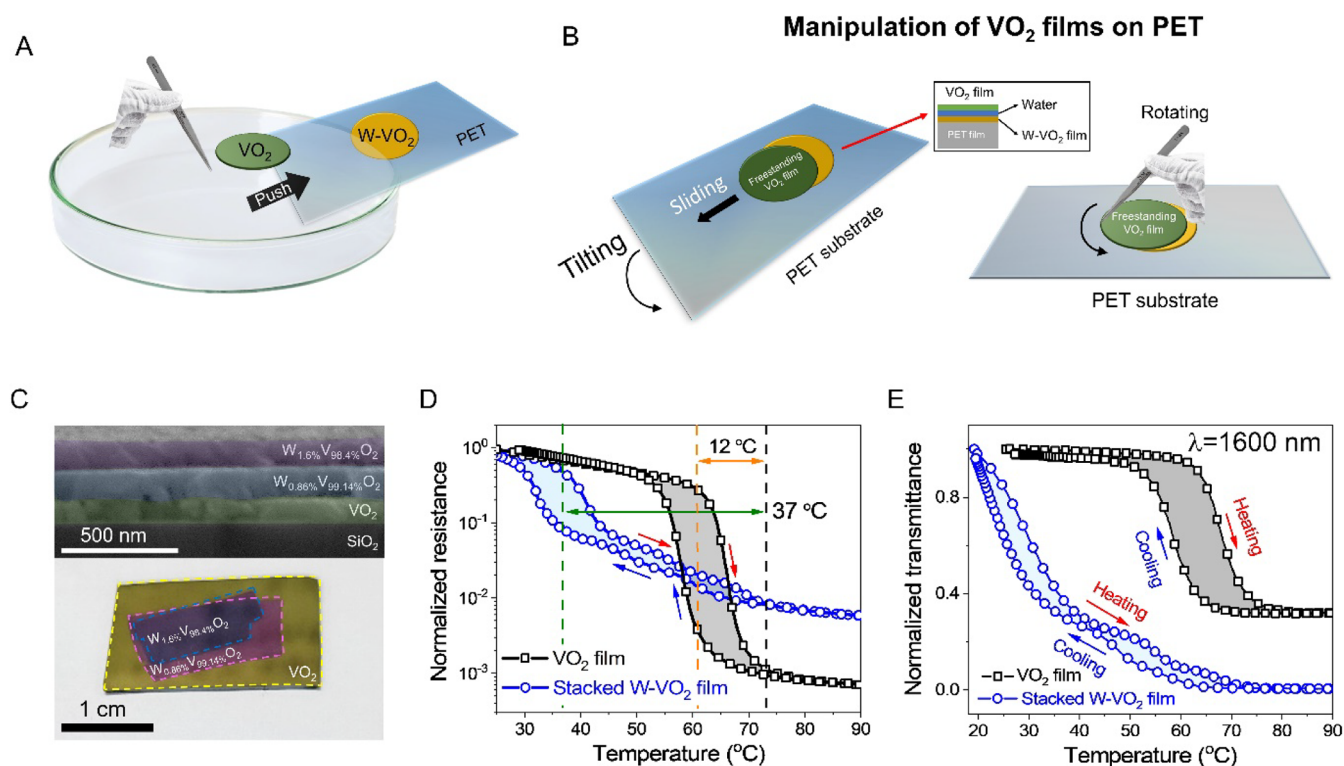 Manipulation of VO₂ films on PET
A
VO₂
W-VO₂
PET
Push
B
VO₂ film
Water
W-VO₂ film
PET film
Freestanding
VO₂ film
Sliding
Tilting
PET substrate
Rotating
Freestanding
VO₂ film
PET substrate
C
W₁.₆%V₉₈.₄%O₂
W₀.₈₆%V₉₉.₁₄%O₂
VO₂
SiO₂
500 nm
W₁.₆%V₉₈.₄%O₂
W₀.₈₆%V₉₉.₁₄%O₂
VO₂
1 cm
D
Normalized resistance
10⁰
10⁻¹
10⁻²
10⁻³
12 ºC
37 ºC
VO₂ film
Stacked W-VO₂ film
30 40 50 60 70 80 90
Temperature (ºC)
E
Normalized transmittance
0.8
0.4
0.0
λ=1600 nm
Heating
Cooling
Heating
Cooling
VO₂ film
Stacked W-VO₂ film
20 30 40 50 60 70 80 90
Temperature (ºC)